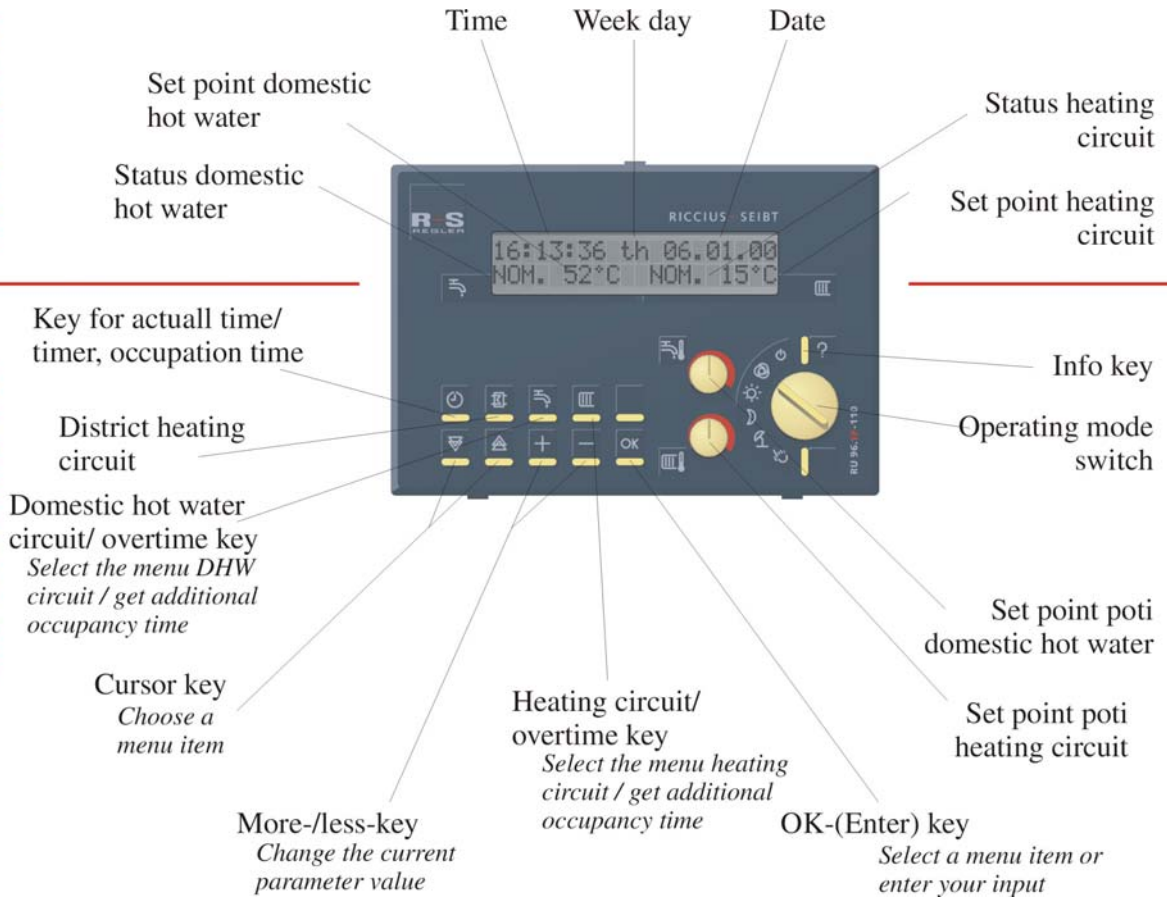 Time
Week day
Date
Set point domestic
hot water
Status heating
circuit
Status domestic
hot water
Set point heating
circuit
R-S
REGLER
RICCIUS-SEIBT
16:13:36 th 06.01.00
NOM. 52°C NOM. 15°C
Key for actuall time/
timer, occupation time
?
Info key
District heating
circuit
Operating mode
switch
OK
RU 96.IF-110
Domestic hot water
circuit/ overtime key
Select the menu DHW
circuit / get additional
occupancy time
Set point poti
domestic hot water
Cursor key
Choose a
menu item
Heating circuit/
overtime key
Select the menu heating
circuit / get additional
occupancy time
Set point poti
heating circuit
More-/less-key
Change the current
parameter value
OK-(Enter) key
Select a menu item or
enter your input